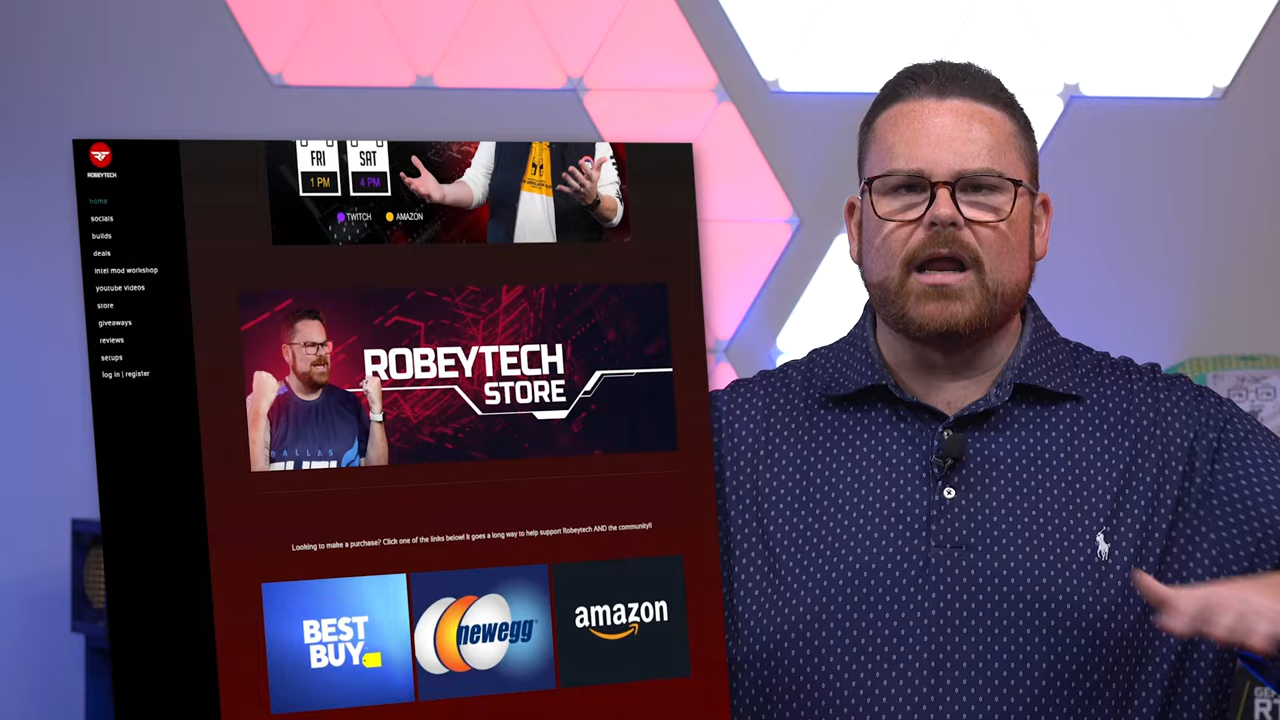 ROBEYTECH
home
socials
builds
deals
intel mod workshop
youtube videos
store
giveaways
reviews
setups
log in | register
FRI
SAT
1 PM
4 PM
TWITCH
AMAZON
ROBEYTECH
STORE
DALLAS
Looking to make a purchase? Click one of the links below! It goes a long way to help support Robeytech AND the community!!
BEST
BUY
newegg
amazon